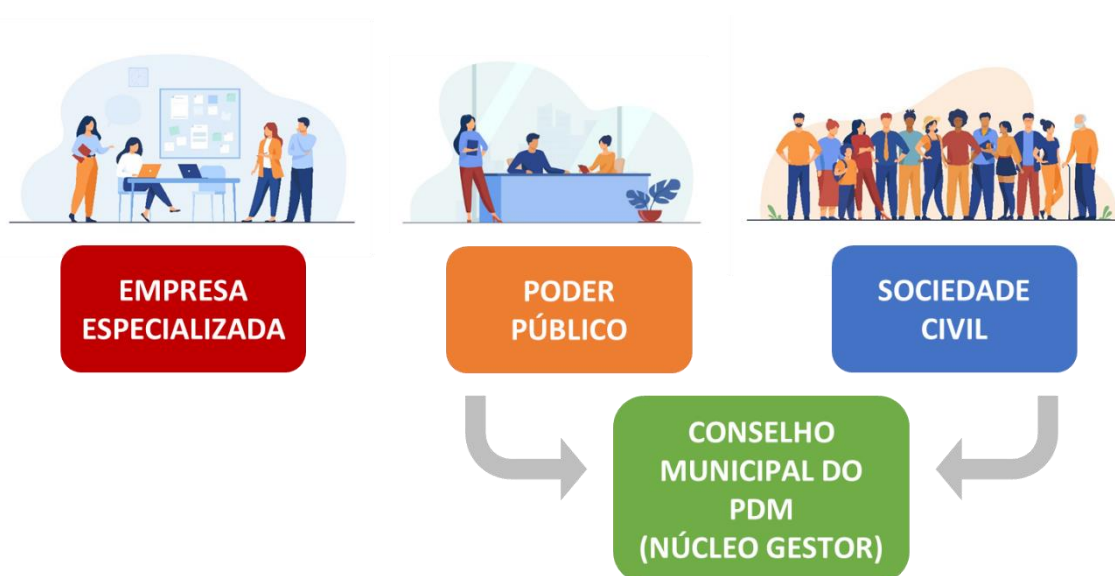 EMPRESA
ESPECIALIZADA
PODER
PÚBLICO
SOCIEDADE
CIVIL
CONSELHO
MUNICIPAL DO
PDM
(NÚCLEO GESTOR)